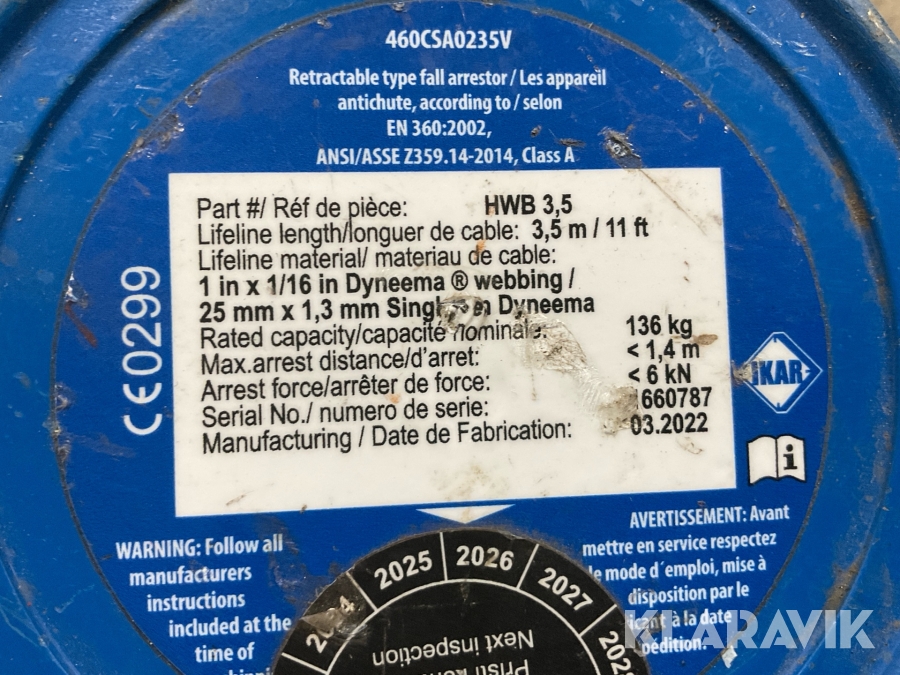 460CSA0235V
Retractable type fall arrestor / Les appareil
antichute, according to / selon
EN 360:2002,
ANSI/ASSE Z359.14-2014, Class A
Part #/ Réf de pièce: HWB 3,5
Lifeline length/longuer de cable: 3,5 m / 11 ft
Lifeline material/ materiau de cable:
1 in x 1/16 in Dyneema ® webbing /
25 mm x 1,3 mm Dyneema
Rated capacity/capacité nominale: 136 kg
Max.arrest distance/d'arret: < 1,4 m
Arrest force/arrêter de force: < 6 kN
Serial No./ numero de serie: 1660787
Manufacturing / Date de Fabrication: 03.2022
CE0299
IKAR
i
WARNING: Follow all
manufacturers
instructions
included at the
time of
AVERTISSEMENT: Avant
mettre en service respectez
le mode d´emploi, mise à
disposition par le
à la date
2025 2026 2027
Next inspection
KLARAVIK